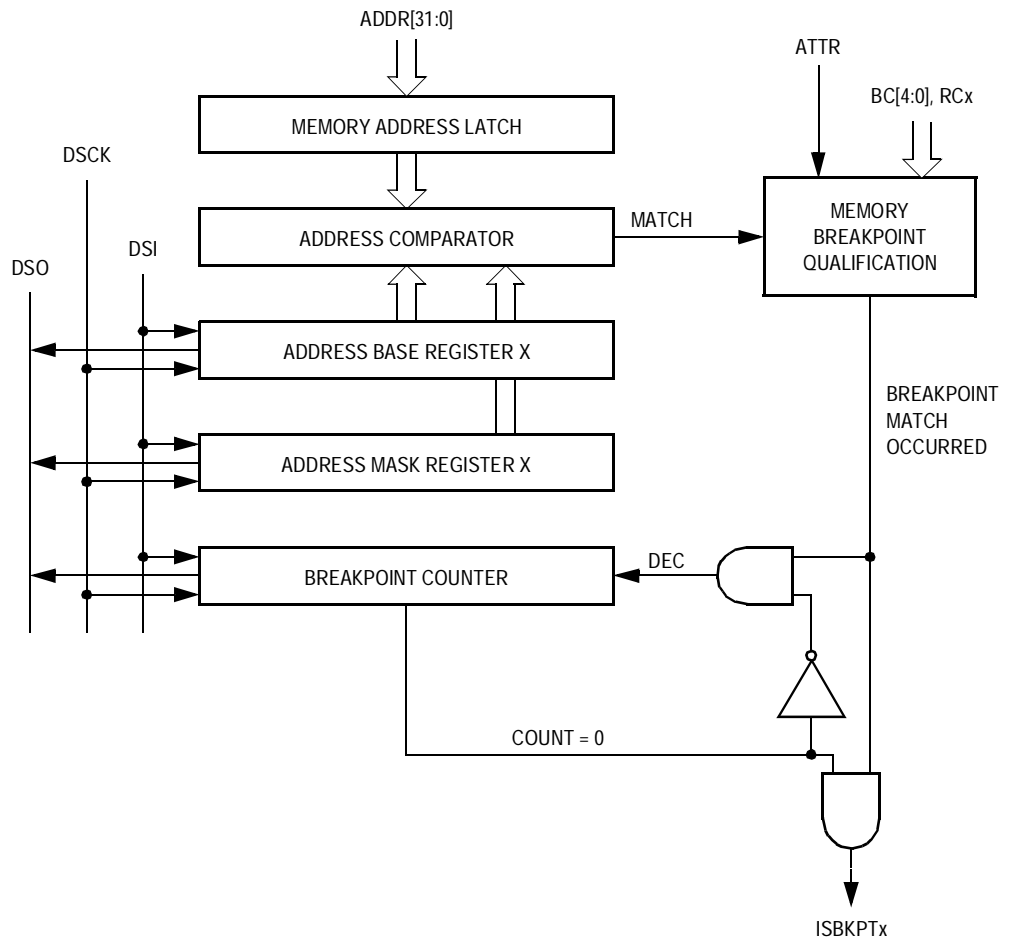 ADDR[31:0]
ATTR
BC[4:0], RCx
MEMORY ADDRESS LATCH
DSCK
MEMORY
BREAKPOINT
QUALIFICATION
MATCH
ADDRESS COMPARATOR
DSI
DSO
ADDRESS BASE REGISTER X
BREAKPOINT
MATCH
OCCURRED
ADDRESS MASK REGISTER X
DEC
BREAKPOINT COUNTER
COUNT = 0
ISBKPTx